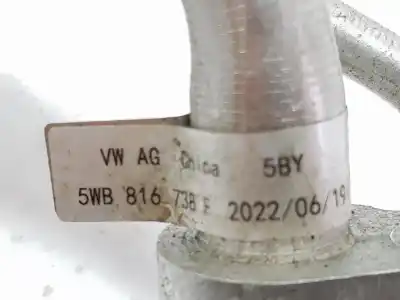 VW AG China 5BY
5WB 816 738 E 2022/06/19